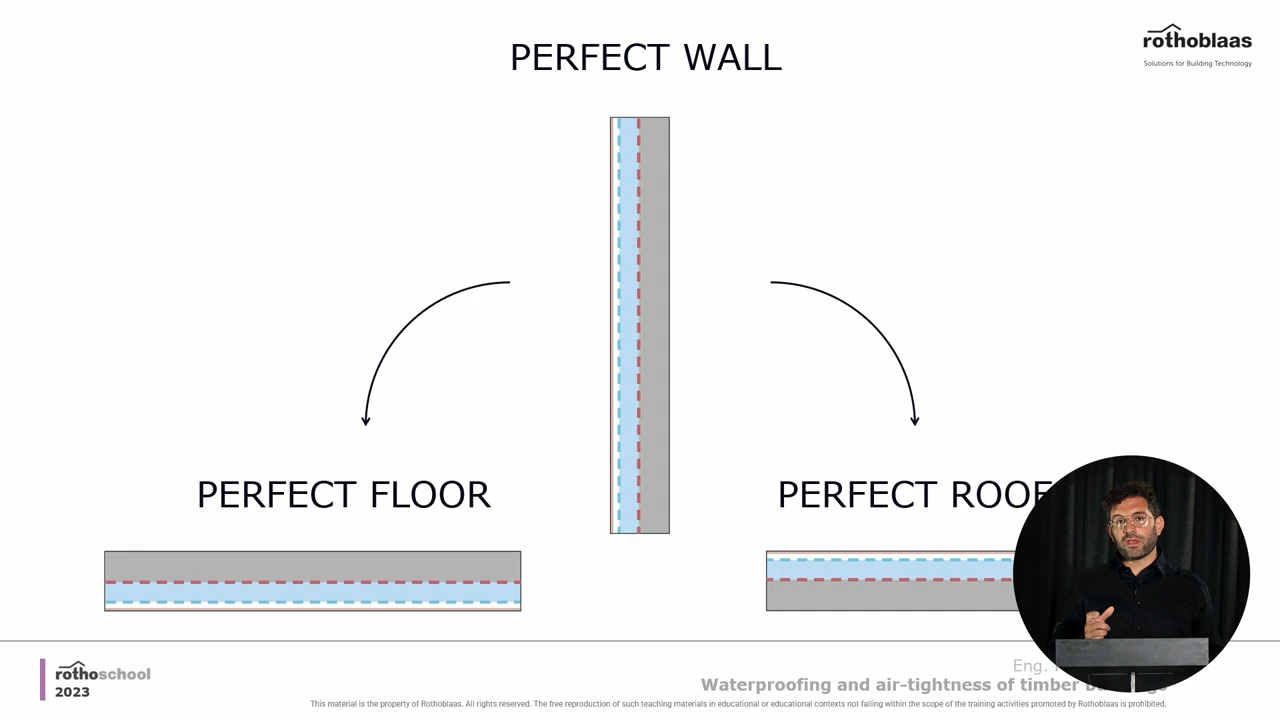 PERFECT WALL
rothoblaas
Solutions for Building Technology
PERFECT FLOOR
PERFECT ROOF
rothoschool
2023
Eng.
Waterproofing and air-tightness of timber
This material is the property of Rothoblaas. All rights reserved. The free reproduction of such teaching materials in educational or educational contexts not falling within the scope of the training activities promoted by Rothoblaas is prohibited.